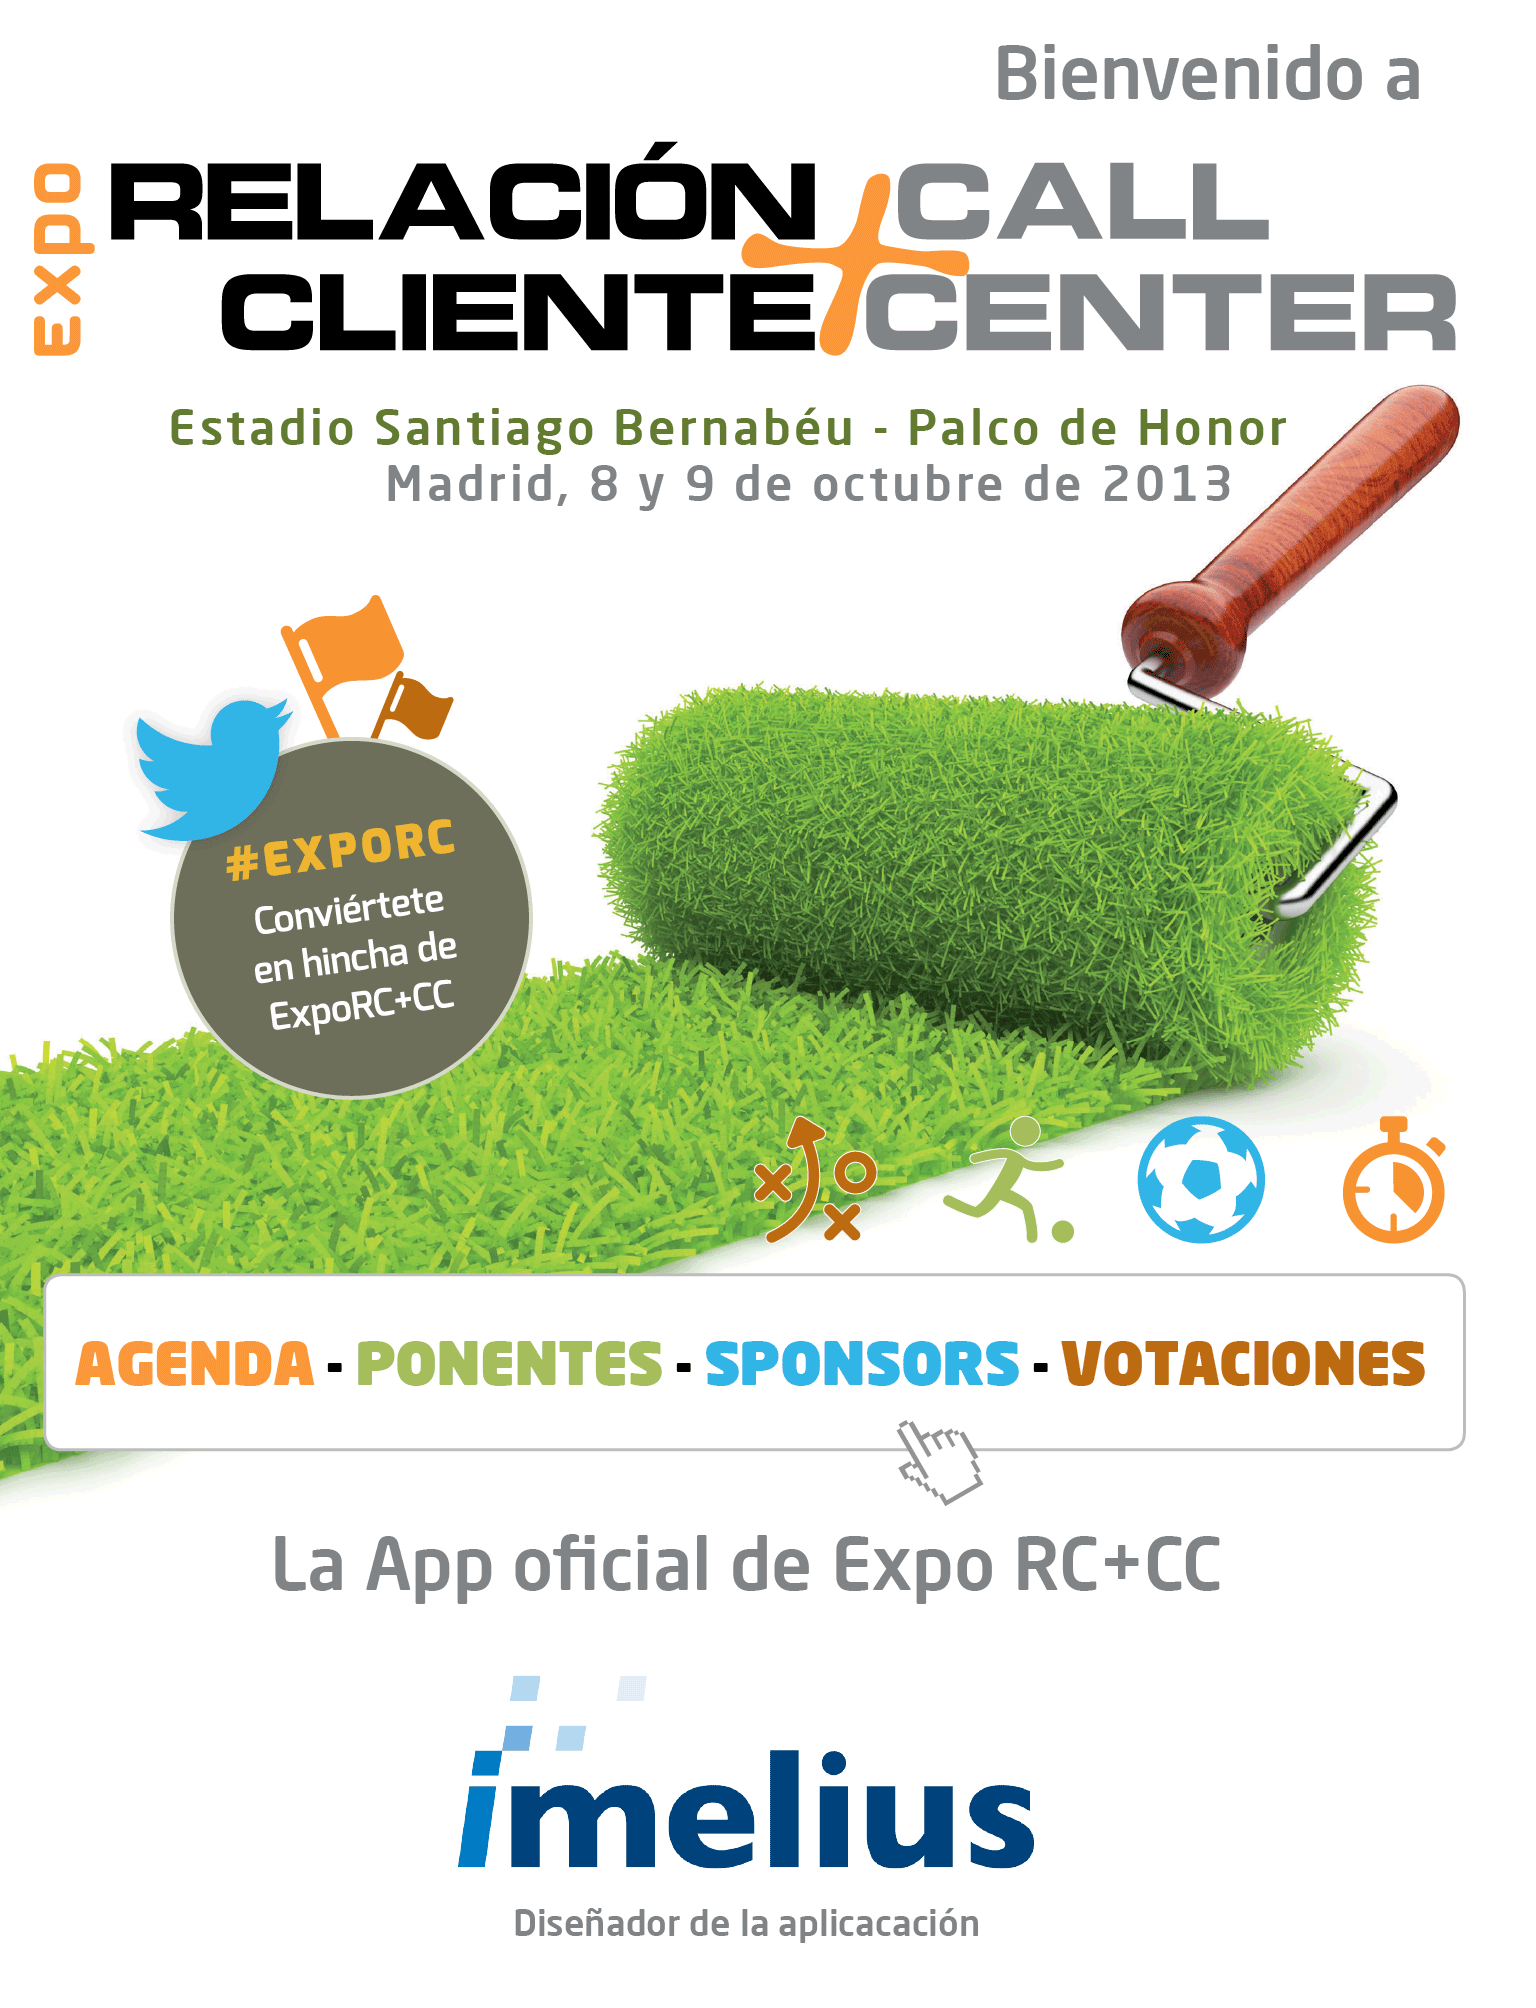 Bienvenido a
Expo
RELACIÓN + CALL
CLIENTE CENTER
Estadio Santiago Bernabéu - Palco de Honor
Madrid, 8 y 9 de octubre de 2013
#EXPORC
Conviértete
en hincha de
ExpoRC+CC
AGENDA - PONENTES - SPONSORS - VOTACIONES
La App oficial de Expo RC+CC
imelius
Diseñador de la aplicacación